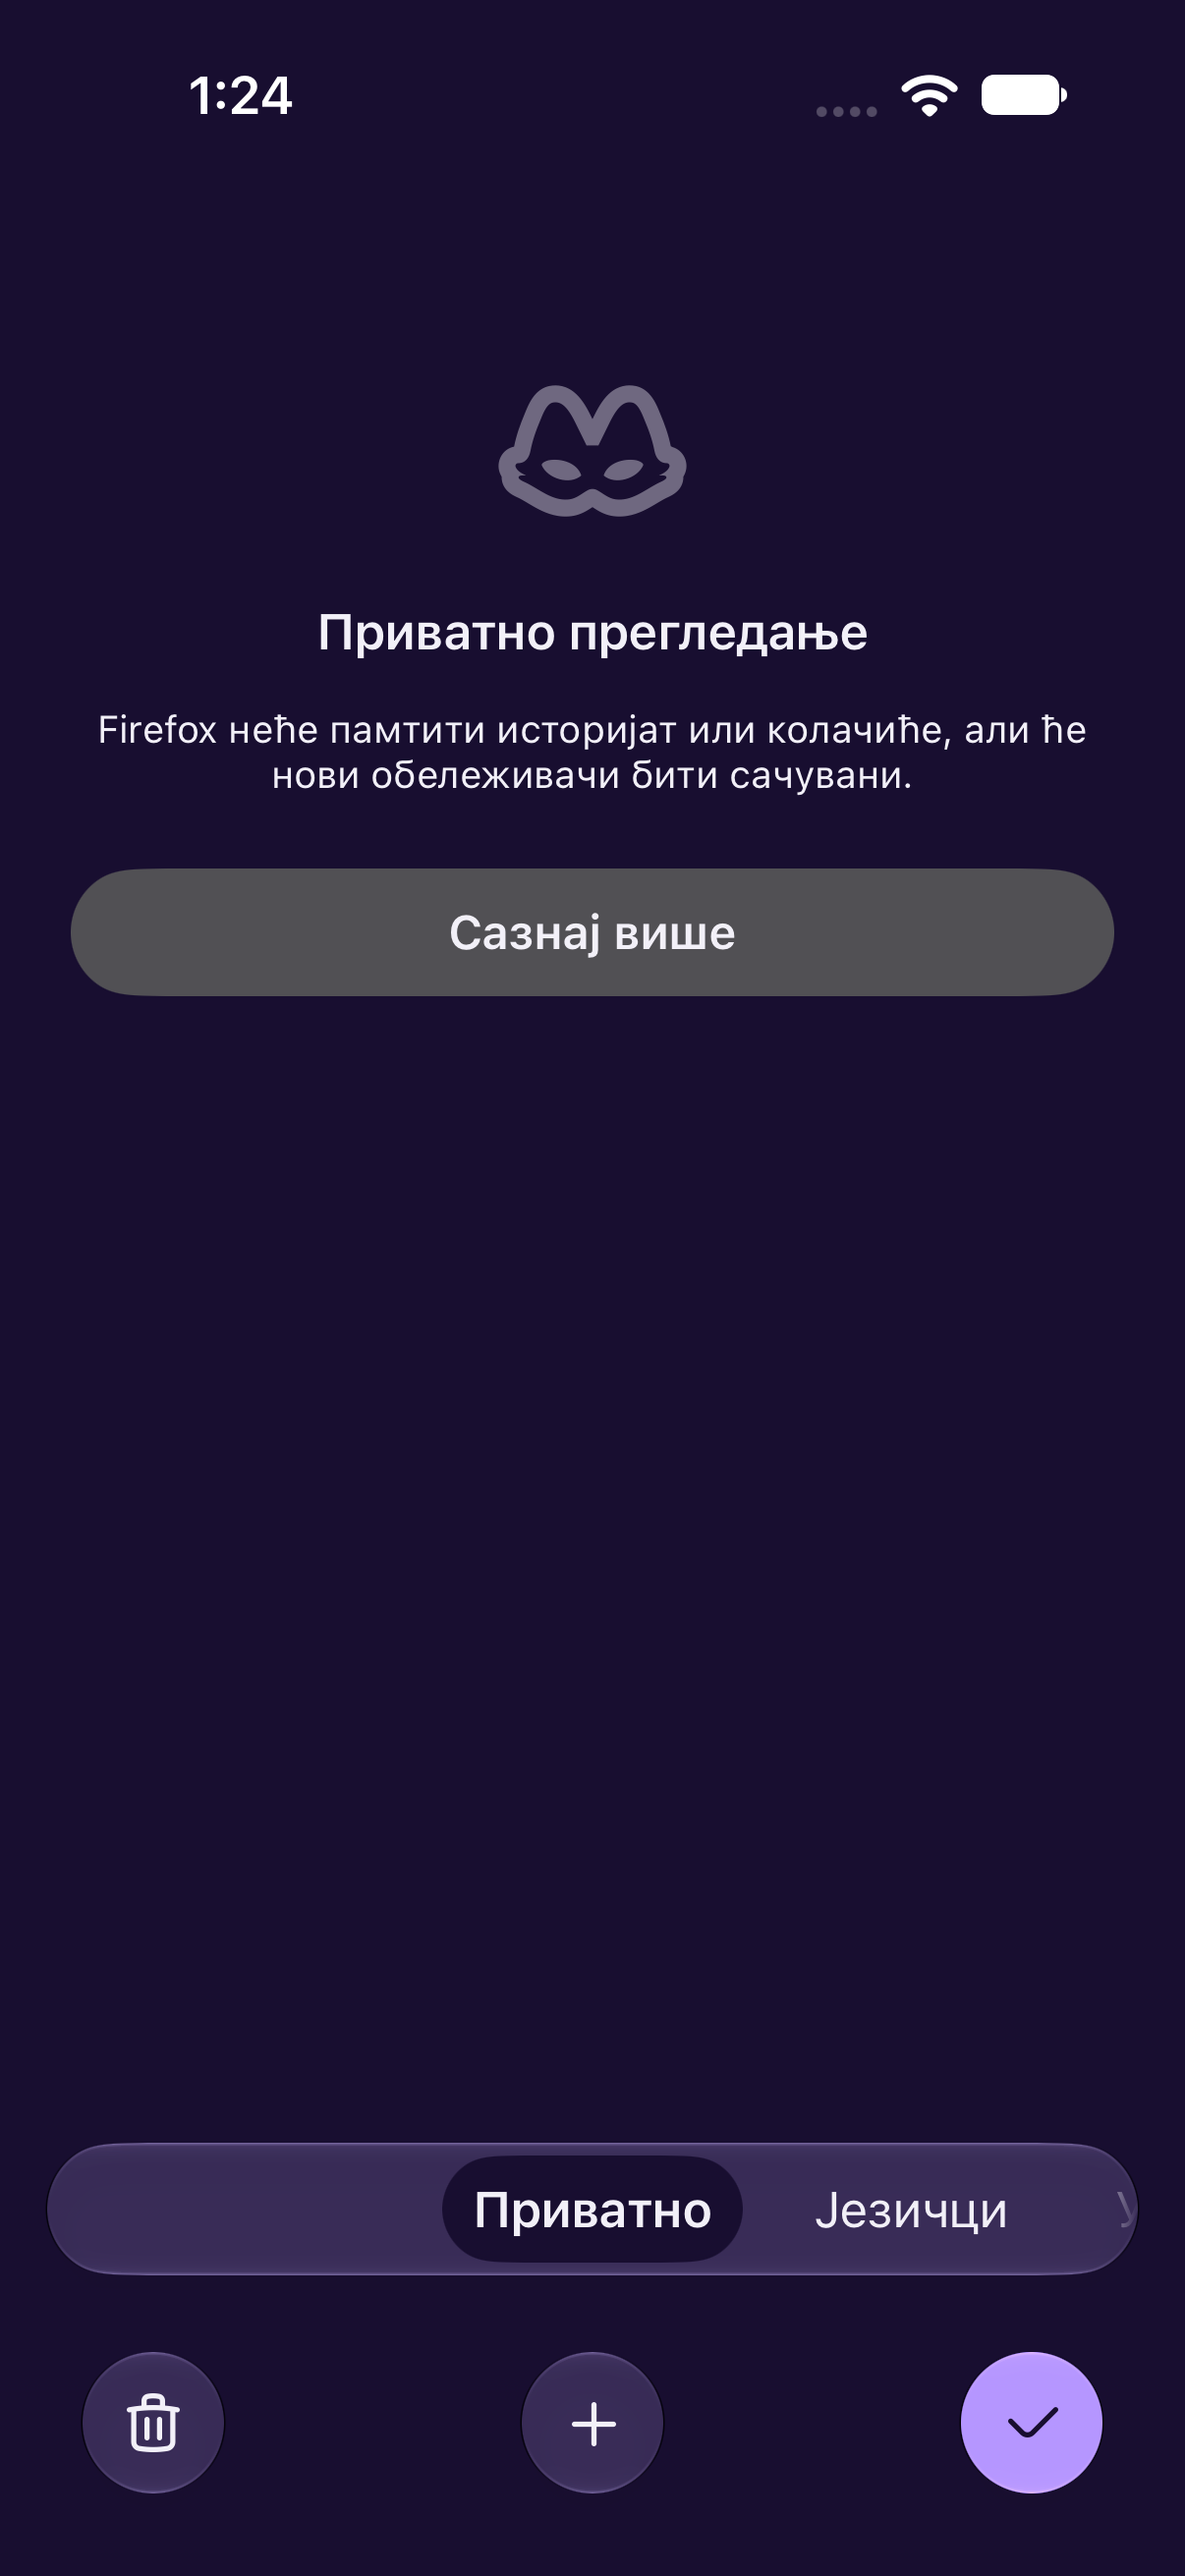 1:24
Приватно прегледање
Firefox неће памтити историјат или колачиће, али ће
нови обележивачи бити сачувани.
Сазнај више
Приватно
Језичци